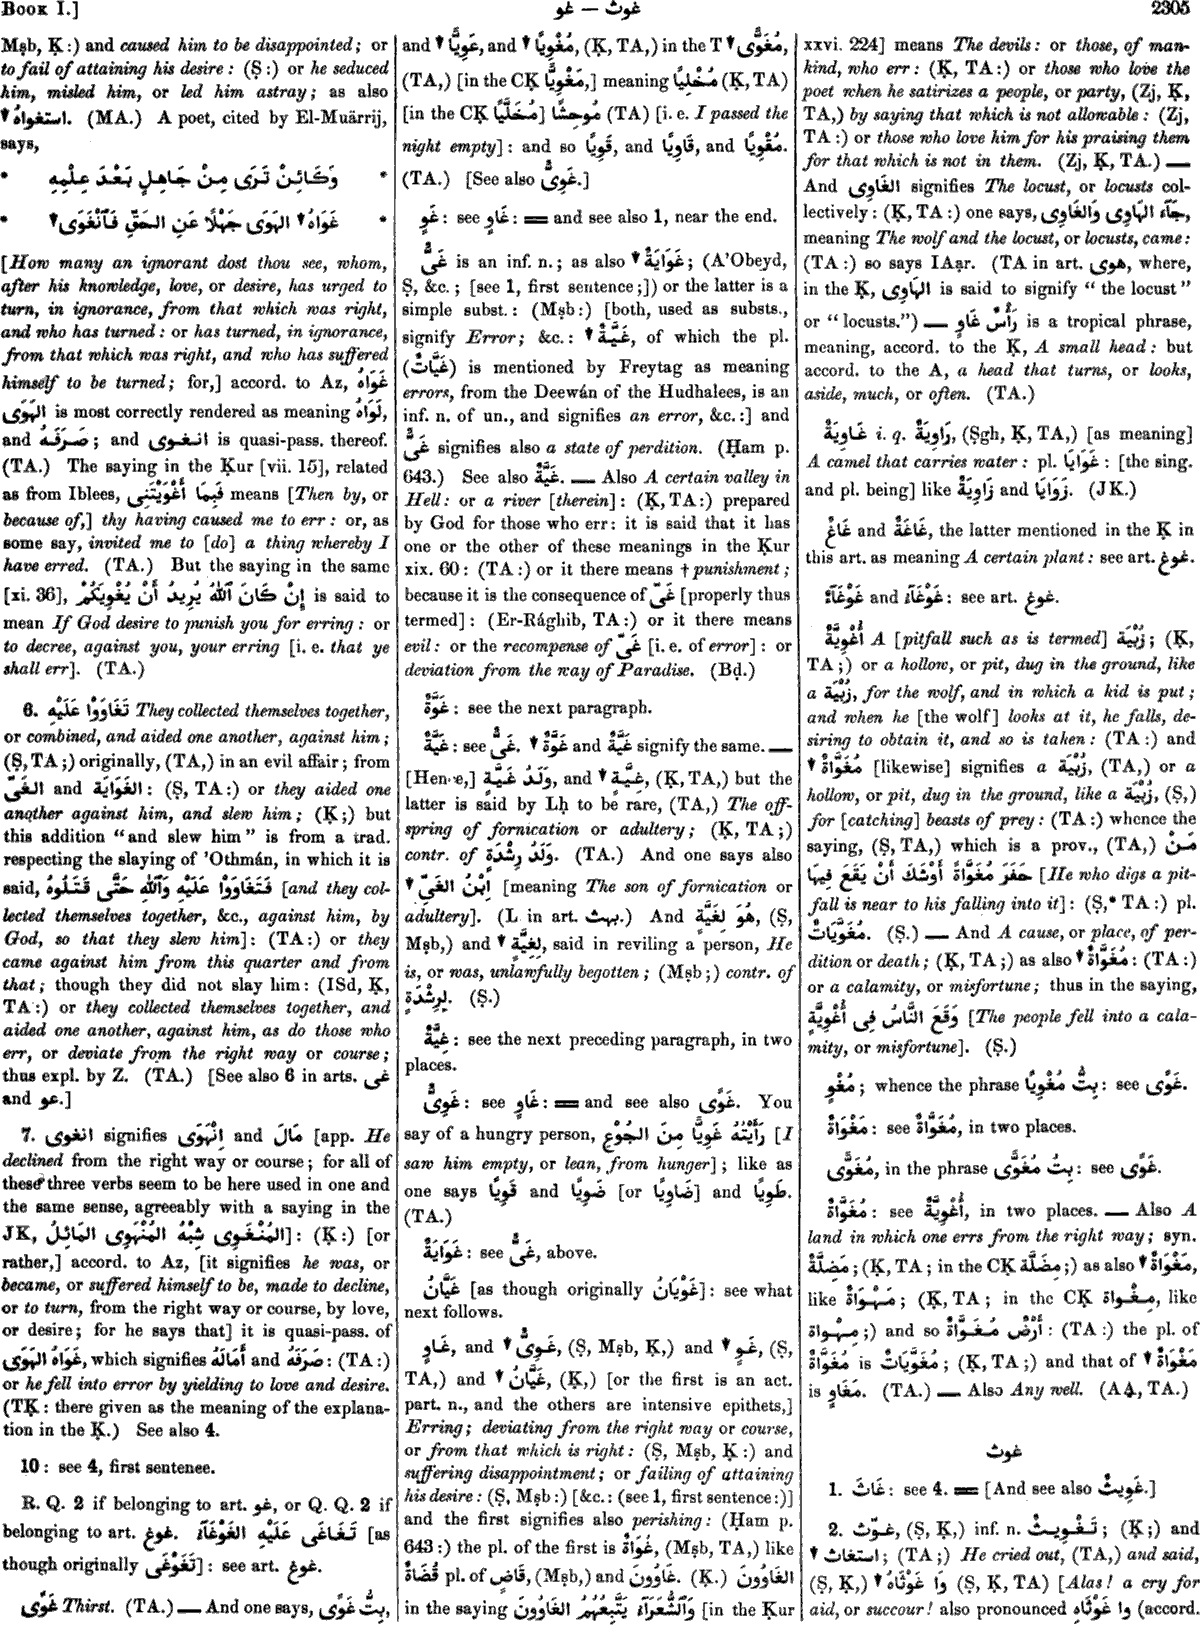 Book I.]
غوث — غو
2305
Mṣb, Ḳ:) and caused him to be disappointed; or
to fail of attaining his desire: (Ṣ:) or he seduced
him, misled him, or led him astray; as also
▼استغواهُ. (MA.) A poet, cited by El-Muärrij,
says,
* وَكَائِنْ تَرَى مِنْ جَاهِلٍ بَعْدَ عِلْمِهِ *
* غَوَاهُ▼ الهَوَى جَهْلًا عَنِ الحَقِّ فَٱنْغَوَى▼ *
[How many an ignorant dost thou see, whom,
after his knowledge, love, or desire, has urged to
turn, in ignorance, from that which was right,
and who has turned: or has turned, in ignorance,
from that which was right, and who has suffered
himself to be turned; for,] accord. to Az, غَوَاهُ
الهَوَى is most correctly rendered as meaning لَوَاهُ
and صَرَفَهُ; and انغوى is quasi-pass. thereof.
(TA.) The saying in the Ḳur [vii. 15], related
as from Iblees, فَبِمَا أَغْوَيْتَنِى means [Then by, or
because of,] thy having caused me to err: or, as
some say, invited me to [do] a thing whereby I
have erred. (TA.) But the saying in the same
[xi. 36], إِنْ كَانَ ٱللّٰهُ يُرِيدُ أَنْ يُغْوِيَكُمْ is said to
mean If God desire to punish you for erring: or
to decree, against you, your erring [i. e. that ye
shall err]. (TA.)
6. تَغَاوَوْا عَلَيْهِ They collected themselves together,
or combined, and aided one another, against him;
(Ṣ, TA;) originally, (TA,) in an evil affair; from
الغَوَايَة and الغَىّ: (Ṣ, TA:) or they aided one
another against him, and slew him; (Ḳ;) but
this addition “and slew him” is from a trad.
respecting the slaying of ’Othmán, in which it is
said, فَتَغَاوَوْا عَلَيْهِ وَٱللّٰهِ حَتَّى قَتَلُوهُ [and they col-
lected themselves together, &c., against him, by
God, so that they slew him]: (TA:) or they
came against him from this quarter and from
that; though they did not slay him: (ISd, Ḳ,
TA:) or they collected themselves together, and
aided one another, against him, as do those who
err, or deviate from the right way or course;
thus expl. by Z. (TA.) [See also 6 in arts. غى
and عو.]
7. انغوى signifies اِنْهَوَى and مَالَ [app. He
declined from the right way or course; for all of
these three verbs seem to be here used in one and
the same sense, agreeably with a saying in the
JK, المُنْغَوِى شِبْهُ المُنْهَوِى المَائِلُ]: (Ḳ:) [or
rather,] accord. to Az, [it signifies he was, or
became, or suffered himself to be, made to decline,
or to turn, from the right way or course, by love,
or desire; for he says that] it is quasi-pass. of
غَوَاهُ الهَوَى, which signifies أَمَالَهُ and صَرَفَهُ: (TA:)
or he fell into error by yielding to love and desire.
(TḲ: there given as the meaning of the explana-
tion in the Ḳ.) See also 4.
10: see 4, first sentence.
R. Q. 2 if belonging to art. غو, or Q. Q. 2 if
belonging to art. غوغ. تَغَاغَى عَلَيْهِ الغَوْغَآءُ [as
though originally تَغَوْغَى]: see art. غوغ.
غَوًى Thirst. (TA.) — And one says, بِتُّ غَوًى,
and ▼غَوِيًّا, and ▼مُغْوِيًا, (Ḳ, TA,) in the T ▼مُغَوًّى,
(TA,) [in the CḲ مَغْوِيًّا,] meaning مُخْلِيًا (Ḳ, TA)
[in the CḲ مُخَلًّيًا] مُوحِشًا (TA) [i. e. I passed the
night empty]: and so قَوِيًا, and قَاوِيًا, and مُقْوِيًا.
(TA.) [See also غَوِىٌّ.]
غَوٍ: see غَاوٍ: = and see also 1, near the end.
غَىٌّ is an inf. n.; as also ▼غَوَايَةٌ; (A’Obeyd,
Ṣ, &c.; [see 1, first sentence;]) or the latter is a
simple subst.: (Mṣb:) [both, used as substs.,
signify Error; &c.: ▼غَيَّةٌ, of which the pl.
(غَيَّاتٌ) is mentioned by Freytag as meaning
errors, from the Deewán of the Hudhalees, is an
inf. n. of un., and signifies an error, &c.:] and
غَىٌّ signifies also a state of perdition. (Ḥam p.
643.) See also غَيَّةٌ. — Also A certain valley in
Hell: or a river [therein]: (Ḳ, TA:) prepared
by God for those who err: it is said that it has
one or the other of these meanings in the Ḳur
xix. 60: (TA:) or it there means † punishment;
because it is the consequence of غَىّ [properly thus
termed]: (Er-Rághib, TA:) or it there means
evil: or the recompense of غَىّ [i. e. of error]: or
deviation from the way of Paradise. (Bḍ.)
غَوَّةٌ: see the next paragraph.
غَيَّةٌ: see غَىٌّ. ▼غَوَّةٌ and غَيَّةٌ signify the same. —
[Hence,] وَلَدُ غَيَّةٍ, and ▼غِيَّةٍ, (Ḳ, TA,) but the
latter is said by Lḥ to be rare, (TA,) The off-
spring of fornication or adultery; (Ḳ, TA;)
contr. of وَلَدُ رِشْدَةٍ. (TA.) And one says also
▼اِبْنُ الغَىِّ [meaning The son of fornication or
adultery]. (L in art. بهث.) And هُوَ لِغَيَّةٍ, (Ṣ,
Mṣb,) and ▼لِغِيَّةٍ, said in reviling a person, He
is, or was, unlawfully begotten; (Mṣb;) contr. of
لِرِشْدَةٍ. (Ṣ.)
غِيَّةٌ: see the next preceding paragraph, in two
places.
غَوِىٌّ: see غَاوٍ: = and see also غَوًى. You
say of a hungry person, رَأَيْتُهُ غَوِيًّا مِنَ الجُوْعِ [I
saw him empty, or lean, from hunger]; like as
one says قَوِيًّا and ضَوِيًّا [or ضَاوِيًا] and طَوِيًا.
(TA.)
غَوَايَةٌ: see غَىٌّ, above.
غَيَّانُ [as though originally غَوْيَانُ]: see what
next follows.
غَاوٍ, and ▼غَوِىٌّ, (Ṣ, Mṣb, Ḳ,) and ▼غَوٍ, (Ṣ,
TA,) and ▼غَيَّانُ, (Ḳ,) [or the first is an act.
part. n., and the others are intensive epithets,]
Erring; deviating from the right way or course,
or from that which is right: (Ṣ, Mṣb, Ḳ:) and
suffering disappointment; or failing of attaining
his desire: (Ṣ, Mṣb:) [&c.: (see 1, first sentence:)]
and the first signifies also perishing: (Ḥam p.
643:) the pl. of the first is غُوَاةٌ, (Mṣb, TA,) like
قُضَاةٌ pl. of قَاضٍ, (Mṣb,) and غَاوُونَ. (Ḳ.) الغَاوُونَ
in the saying وَٱلشُّعَرَآءُ يَتَّبِعُهُمُ الغَاوُونَ [in the Ḳur
xxvi. 224] means The devils: or those, of man-
kind, who err: (Ḳ, TA:) or those who love the
poet when he satirizes a people, or party, (Zj, Ḳ,
TA,) by saying that which is not allowable: (Zj,
TA:) or those who love him for his praising them
for that which is not in them. (Zj, Ḳ, TA.) —
And الغَاوِى signifies The locust, or locusts col-
lectively: (Ḳ, TA:) one says, جَآءَ الهَاوِى وَالغَاوِى,
meaning The wolf and the locust, or locusts, came:
(TA:) so says IAạr. (TA in art. هوى, where,
in the Ḳ, الهَاوِى is said to signify “the locust”
or “locusts.”) — رَأْسٌ غَاوٍ is a tropical phrase,
meaning, accord. to the Ḳ, A small head: but
accord. to the A, a head that turns, or looks,
aside, much, or often. (TA.)
غَاوِيَةٌ i. q. رَاوِيَةٌ, (Ṣgh, Ḳ, TA,) [as meaning]
A camel that carries water: pl. غَوَايَا: [the sing.
and pl. being] like زَاوِيَةٌ and زَوَايَا. (JK.)
غَاغٌ and غَاغَةٌ, the latter mentioned in the Ḳ in
this art. as meaning A certain plant: see art. غوغ.
غَوْغَآءُ and غَوْغَآءٌ: see art. غوغ.
أُغْوِيَّةٌ A [pitfall such as is termed] زُبْيَة; (Ḳ,
TA;) or a hollow, or pit, dug in the ground, like
a زُبْيَة, for the wolf, and in which a kid is put;
and when he [the wolf] looks at it, he falls, de-
siring to obtain it, and so is taken: (TA:) and
▼مُغَوَّاةٌ [likewise] signifies a زُبْيَة, (TA,) or a
hollow, or pit, dug in the ground, like a زُبْيَة, (Ṣ,)
for [catching] beasts of prey: (TA:) whence the
saying, (Ṣ, TA,) which is a prov., (TA,) مَنْ
حَفَرَ مُغَوَّاةً أَوْشَكَ أَنْ يَقَعَ فِيهَا [He who digs a pit-
fall is near to his falling into it]: (Ṣ,* TA:) pl.
مُغَوَّيَاتٌ. (Ṣ.) — And A cause, or place, of per-
dition or death; (Ḳ, TA;) as also ▼مُغَوَّاةٌ: (TA:)
or a calamity, or misfortune; thus in the saying,
وَقَعَ النَّاسُ فِى أُغْوِيَّةٍ [The people fell into a cala-
mity, or misfortune]. (Ṣ.)
مُغْوٍ; whence the phrase بِتُّ مُغْوِيًا: see غَوًى.
مَغْوَاةٌ: see مُغَوَّاةٌ, in two places.
مُغَوًّى, in the phrase بِتُ مُغَوًّى: see غَوًى.
مُغَوَّاةٌ: see أُغْوِيَّةٌ, in two places. — Also A
land in which one errs from the right way; syn.
مَضَلَّةٌ; (Ḳ, TA; in the CḲ مُضَلَّةٌ;) as also ▼مَغْوَاةٌ
like مَهْوَاةٌ; (Ḳ, TA; in the CḲ مِغْواة, like
مِهْواة;) and so أَرْضٌ مُغَوَّاةٌ: (TA:) the pl. of
مُغَوَّاةٌ is مُغَوَّيَاتٌ; (Ḳ, TA;) and that of ▼مَغْوَاةٌ
is مَغَاوٍ. (TA.) — Also Any well. (AA, TA.)
غوث
1. غَاثَ: see 4. = [And see also غَوِيثٌ.]
2. غوّث, (Ṣ, Ḳ,) inf. n. تَغْوِيثٌ; (Ḳ;) and
▼استغاث; (TA;) He cried out, (TA,) and said,
(Ṣ, Ḳ,) ▼وَا غَوْثَاهُ (Ṣ, Ḳ, TA) [Alas! a cry for
aid, or succour! also pronounced وا غَوْثَاهِ (accord.